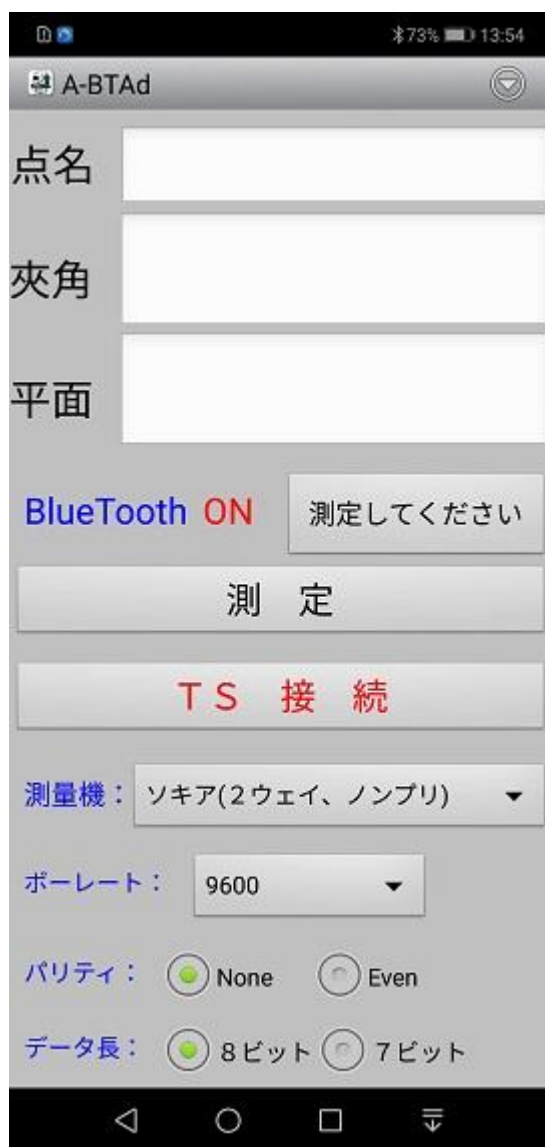 73% 13:54
A-BTAd
点名
夾角
平面
BlueTooth ON 測定してください
測　定
ＴＳ　接　続
測量機： ソキア(２ウェイ、ノンプリ)
ボーレート： 9600
パリティ： None Even
データ長： ８ビット ７ビット